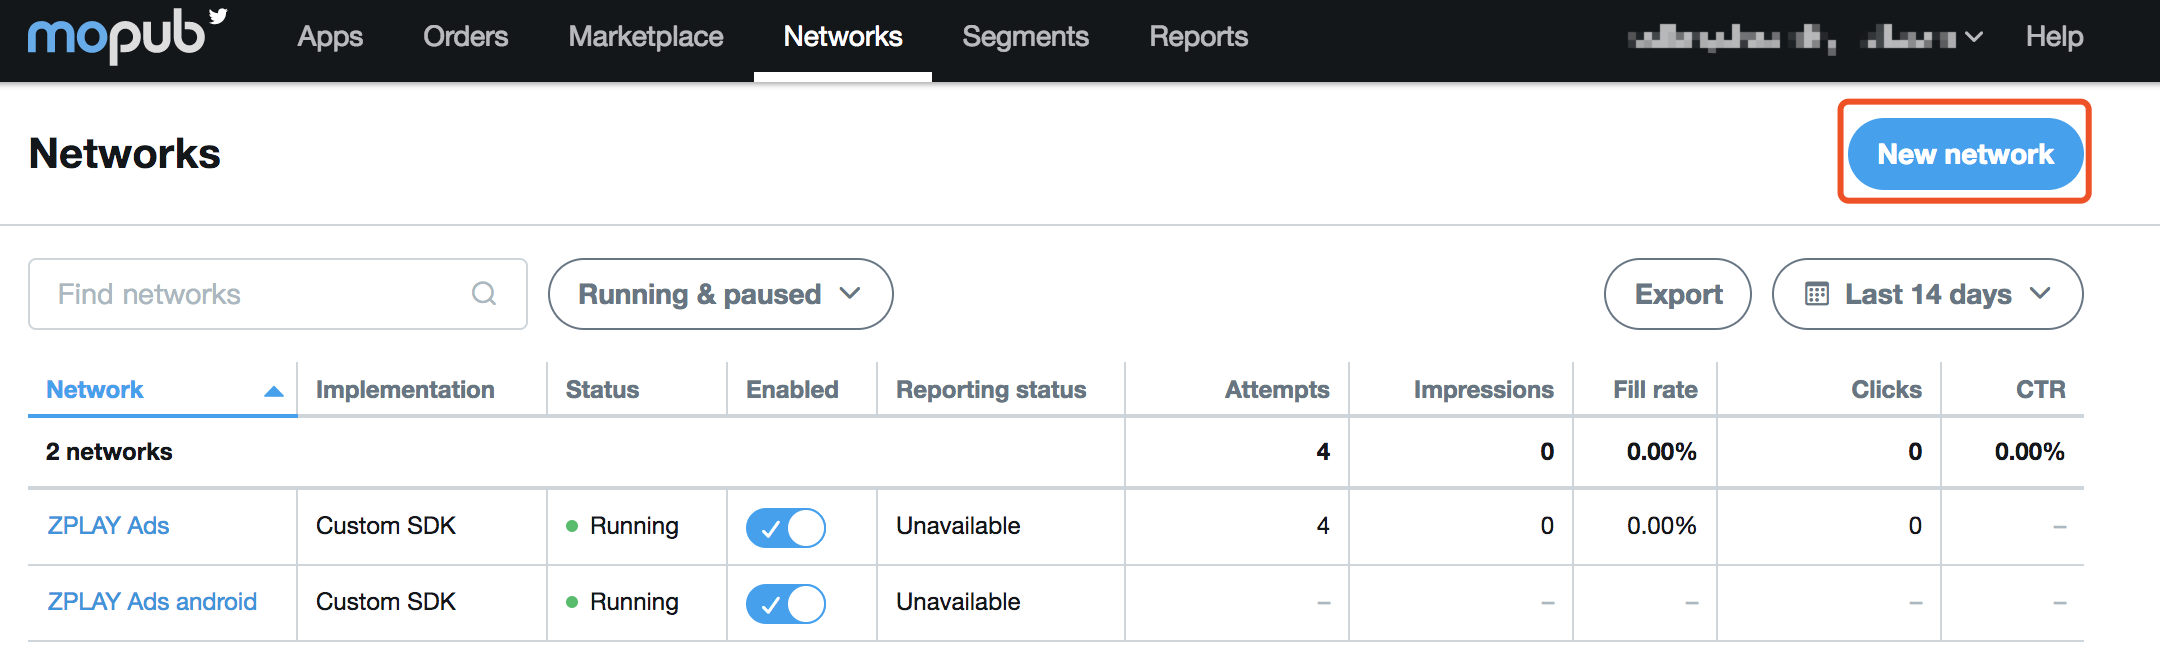 mopub Apps Orders Marketplace Networks Segments Reports Help
Networks New network
Find networks Running & paused Export Last 14 days
Network Implementation Status Enabled Reporting status Attempts Impressions Fill rate Clicks CTR
2 networks 4 0 0.00% 0 0.00%
ZPLAY Ads Custom SDK Running Unavailable 4 0 0.00% 0 –
ZPLAY Ads android Custom SDK Running Unavailable – – – – –